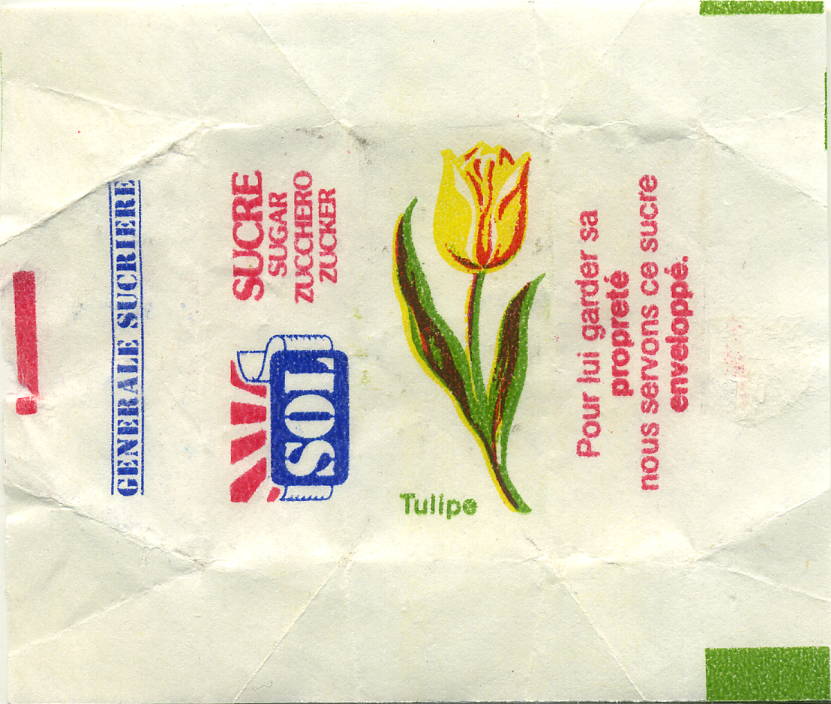 GENERALE SUCRIERE
SUCRE
SUGAR
ZUCCHERO
ZUCKER
SOL
Tulipe
Pour lui garder sa
propreté
nous servons ce sucre
enveloppé.